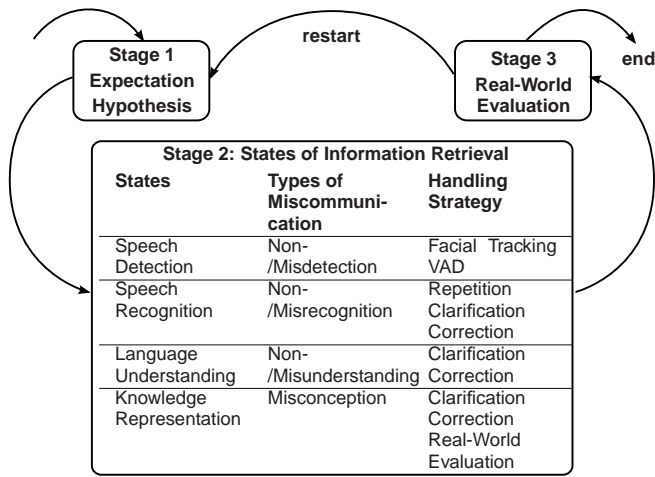 restart
Stage 1
Expectation
Hypothesis
Stage 3
Real-World
Evaluation
end
Stage 2: States of Information Retrieval
States Types of Miscommuni-cation Handling Strategy
Speech Non- Facial Tracking
Detection /Misdetection VAD
Speech Non- Repetition
Recognition /Misrecognition Clarification
Correction
Language Non- Clarification
Understanding /Misunderstanding Correction
Knowledge Misconception Clarification
Representation Correction
Real-World
Evaluation